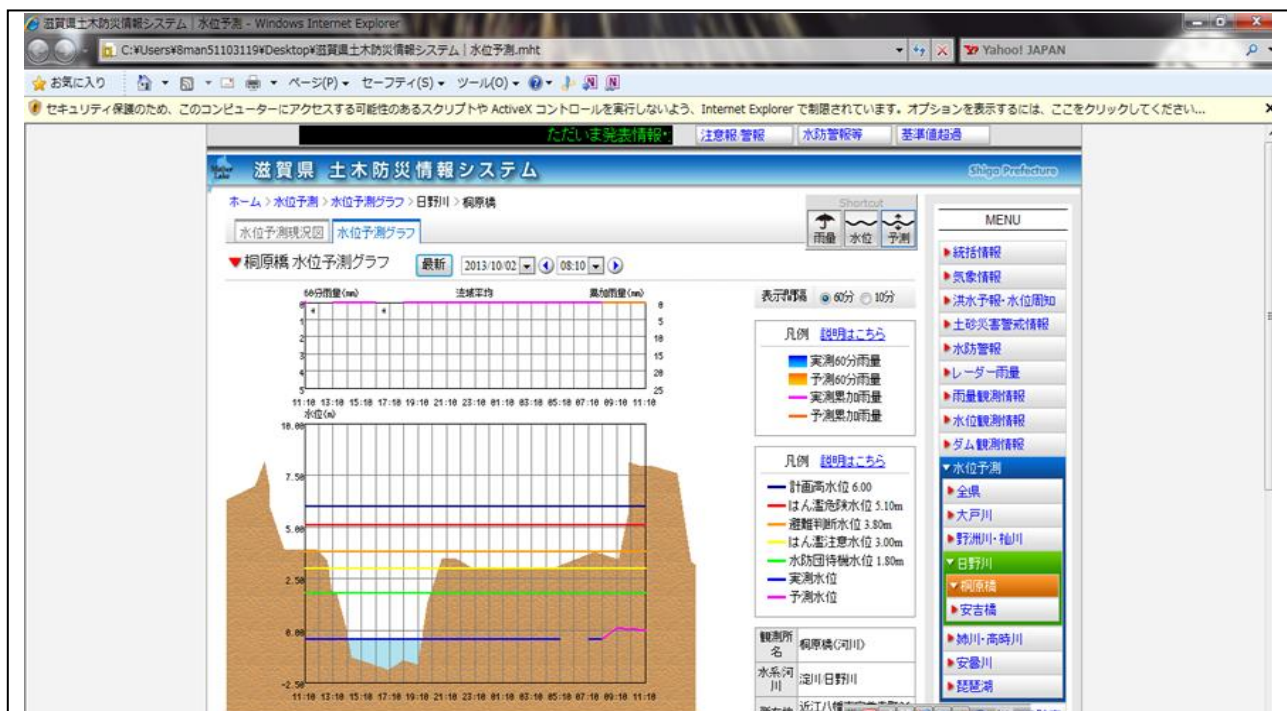 滋賀県土木防災情報システム | 水位予測 - Windows Internet Explorer
C:¥Users¥8man51103119¥Desktop¥滋賀県土木防災情報システム | 水位予測.mht
Yahoo! JAPAN
お気に入り
ページ(P) セーフティ(S) ツール(O)
セキュリティ保護のため、このコンピューターにアクセスする可能性のあるスクリプトや ActiveX コントロールを実行しないよう、Internet Explorer で制限されています。オプションを表示するには、ここをクリックしてください...
ただいま発表情報・ 注意報・警報 水防警報等 基準値超過
Mother Lake 滋賀県 土木防災情報システム Shiga Prefecture
ホーム > 水位予測 > 水位予測グラフ > 日野川 > 桐原橋
Shortcut
雨量 水位 予測
水位予測現況図 水位予測グラフ
▼桐原橋 水位予測グラフ 最新 2013/10/02 08:10
60分雨量(mm) 流域平均 累加雨量(mm)
0 0
1 5
2 10
3 15
4 20
5 25
11:10 13:10 15:10 17:10 19:10 21:10 23:10 01:10 03:10 05:10 07:10 09:10 11:10
水位(m)
10.00
7.50
5.00
2.50
0.00
-2.50
11:10 13:10 15:10 17:10 19:10 21:10 23:10 01:10 03:10 05:10 07:10 09:10 11:10
表示間隔 60分 10分
凡例 説明はこちら
実測60分雨量
予測60分雨量
実測累加雨量
予測累加雨量
凡例 説明はこちら
計画高水位 6.00
はん濫危険水位 5.10m
避難判断水位 3.80m
はん濫注意水位 3.00m
水防団待機水位 1.80m
実測水位
予測水位
観測所名 桐原橋(河川)
水系河川 淀川/日野川
MENU
統括情報
気象情報
洪水予報・水位周知
土砂災害警戒情報
水防警報
レーダー雨量
雨量観測情報
水位観測情報
ダム観測情報
水位予測
全県
大戸川
野洲川・杣川
日野川
桐原橋
安吉橋
姉川・高時川
安曇川
琵琶湖